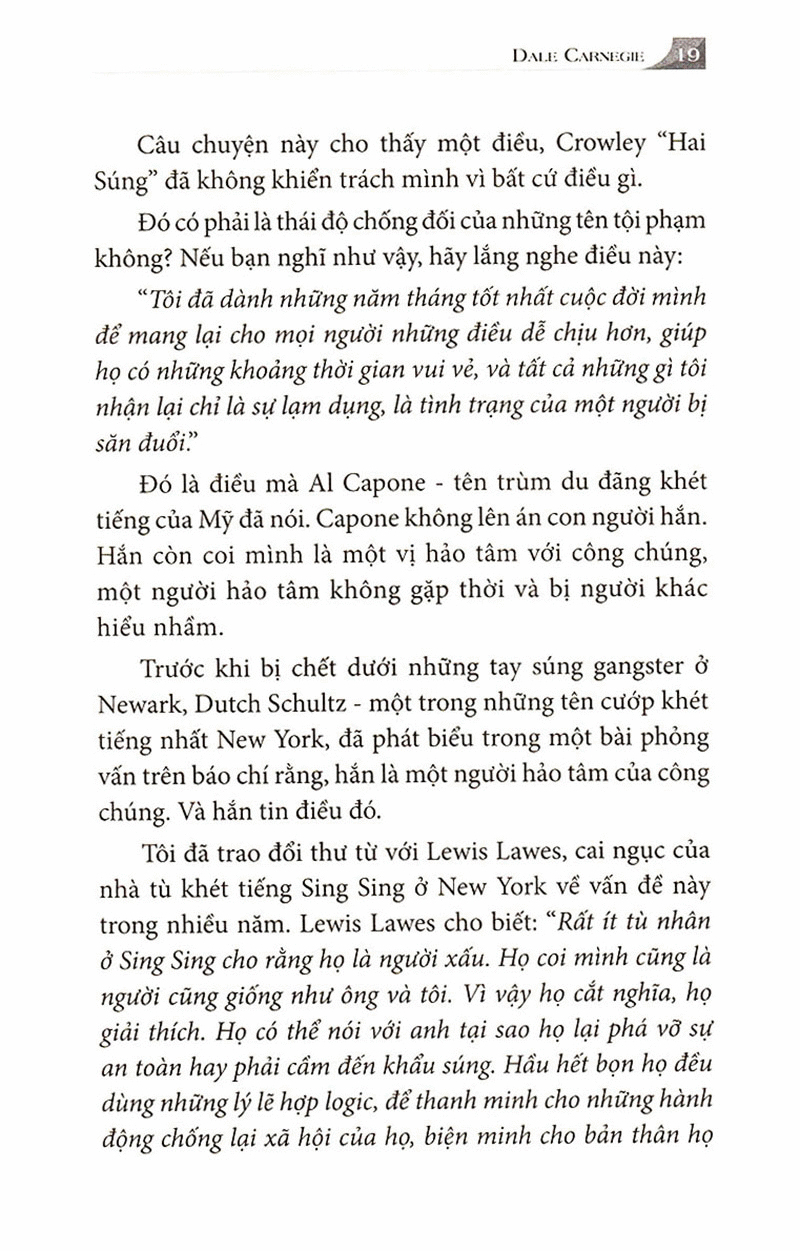 DALE CARNEGIE 19
Câu chuyện này cho thấy một điều, Crowley “Hai
Súng” đã không khiển trách mình vì bất cứ điều gì.
Đó có phải là thái độ chống đối của những tên tội phạm
không? Nếu bạn nghĩ như vậy, hãy lắng nghe điều này:
“Tôi đã dành những năm tháng tốt nhất cuộc đời mình
để mang lại cho mọi người những điều dễ chịu hơn, giúp
họ có những khoảng thời gian vui vẻ, và tất cả những gì tôi
nhận lại chỉ là sự lạm dụng, là tình trạng của một người bị
săn đuổi.”
Đó là điều mà Al Capone - tên trùm du đãng khét
tiếng của Mỹ đã nói. Capone không lên án con người hắn.
Hắn còn coi mình là một vị hảo tâm với công chúng,
một người hảo tâm không gặp thời và bị người khác
hiểu nhầm.
Trước khi bị chết dưới những tay súng gangster ở
Newark, Dutch Schultz - một trong những tên cướp khét
tiếng nhất New York, đã phát biểu trong một bài phỏng
vấn trên báo chí rằng, hắn là một người hảo tâm của công
chúng. Và hắn tin điều đó.
Tôi đã trao đổi thư từ với Lewis Lawes, cai ngục của
nhà tù khét tiếng Sing Sing ở New York về vấn đề này
trong nhiều năm. Lewis Lawes cho biết: “Rất ít tù nhân
ở Sing Sing cho rằng họ là người xấu. Họ coi mình cũng là
người cũng giống như ông và tôi. Vì vậy họ cắt nghĩa, họ
giải thích. Họ có thể nói với anh tại sao họ lại phá vỡ sự
an toàn hay phải cầm đến khẩu súng. Hầu hết bọn họ đều
dùng những lý lẽ hợp logic, để thanh minh cho những hành
động chống lại xã hội của họ, biện minh cho bản thân họ